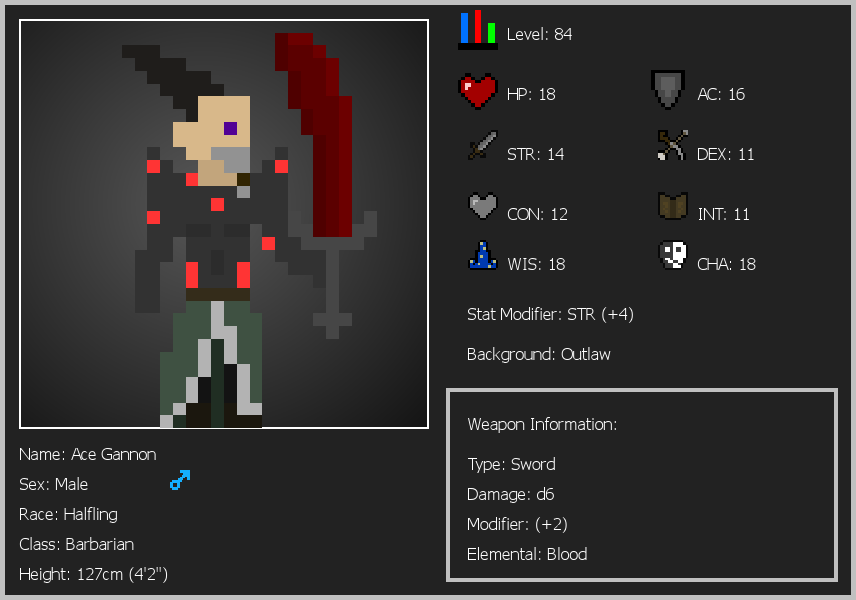 Level: 84
HP: 18
AC: 16
STR: 14
DEX: 11
CON: 12
INT: 11
WIS: 18
CHA: 18
Stat Modifier: STR (+4)
Background: Outlaw
Weapon Information:
Type: Sword
Damage: d6
Modifier: (+2)
Elemental: Blood
Name: Ace Gannon
Sex: Male
Race: Halfling
Class: Barbarian
Height: 127cm (4'2")